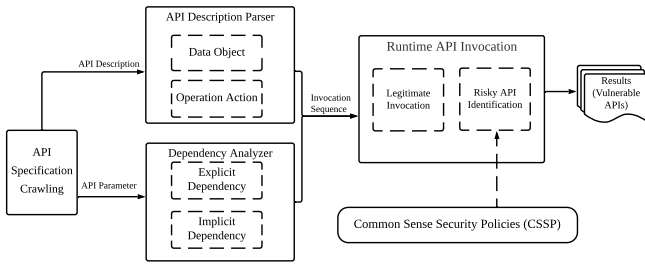 API Description Parser
Data Object
Operation Action
API Description
API
Specification
Crawling
API Parameter
Dependency Analyzer
Explicit
Dependency
Implicit
Dependency
Invocation
Sequence
Runtime API Invocation
Legitimate
Invocation
Risky API
Identification
Results
(Vulnerable
APIs)
Common Sense Security Policies (CSSP)